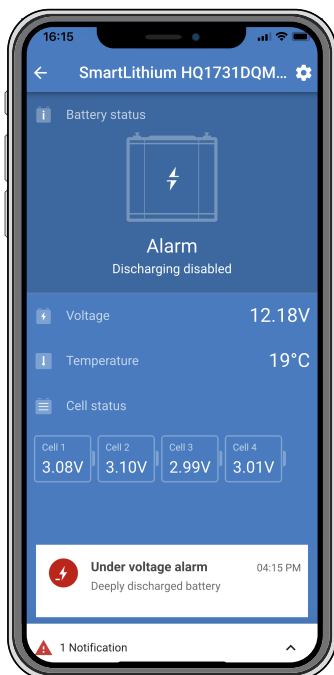 16:15
SmartLithium HQ1731DQM...
Battery status
Alarm
Discharging disabled
Voltage 12.18V
Temperature 19°C
Cell status
Cell 1 Cell 2 Cell 3 Cell 4
3.08V 3.10V 2.99V 3.01V
Under voltage alarm 04:15 PM
Deeply discharged battery
1 Notification